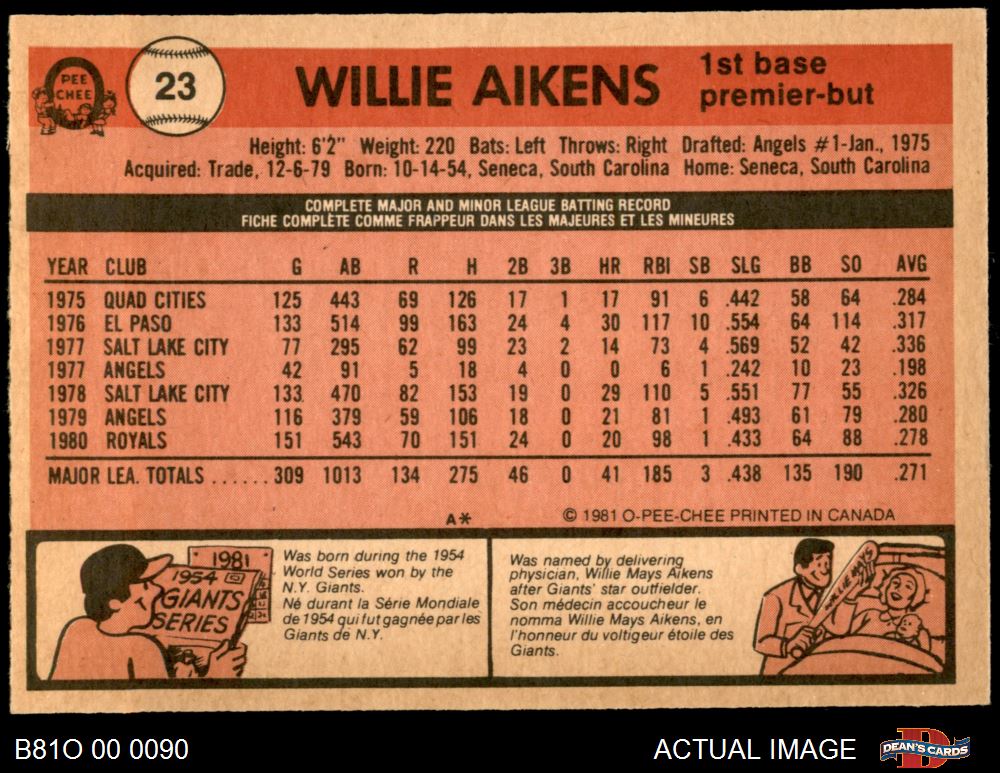 PEE
CHEE
23
WILLIE AIKENS
1st base
premier-but
Height: 6'2" Weight: 220 Bats: Left Throws: Right Drafted: Angels #1-Jan., 1975
Acquired: Trade, 12-6-79 Born: 10-14-54, Seneca, South Carolina Home: Seneca, South Carolina
COMPLETE MAJOR AND MINOR LEAGUE BATTING RECORD
FICHE COMPLÈTE COMME FRAPPEUR DANS LES MAJEURES ET LES MINEURES
YEAR CLUB G AB R H 2B 3B HR RBI SB SLG BB SO AVG
1975 QUAD CITIES 125 443 69 126 17 1 17 91 6 .442 58 64 .284
1976 EL PASO 133 514 99 163 24 4 30 117 10 .554 64 114 .317
1977 SALT LAKE CITY 77 295 62 99 23 2 14 73 4 .569 52 42 .336
1977 ANGELS 42 91 5 18 4 0 0 6 1 .242 10 23 .198
1978 SALT LAKE CITY 133 470 82 153 19 0 29 110 5 .551 77 55 .326
1979 ANGELS 116 379 59 106 18 0 21 81 1 .493 61 79 .280
1980 ROYALS 151 543 70 151 24 0 20 98 1 .433 64 88 .278
MAJOR LEA. TOTALS ...... 309 1013 134 275 46 0 41 185 3 .438 135 190 .271
A* © 1981 O-PEE-CHEE PRINTED IN CANADA
1981
1954
GIANTS
SERIES
Was born during the 1954
World Series won by the
N.Y. Giants.
Né durant la Série Mondiale
de 1954 qui fut gagnée par les
Giants de N.Y.
Was named by delivering
physician, Willie Mays Aikens
after Giants' star outfielder.
Son médecin accoucheur le
nomma Willie Mays Aikens, en
l'honneur du voltigeur étoile des
Giants.
WILLIE MAYS
B81O 00 0090
ACTUAL IMAGE
DEAN'S CARDS